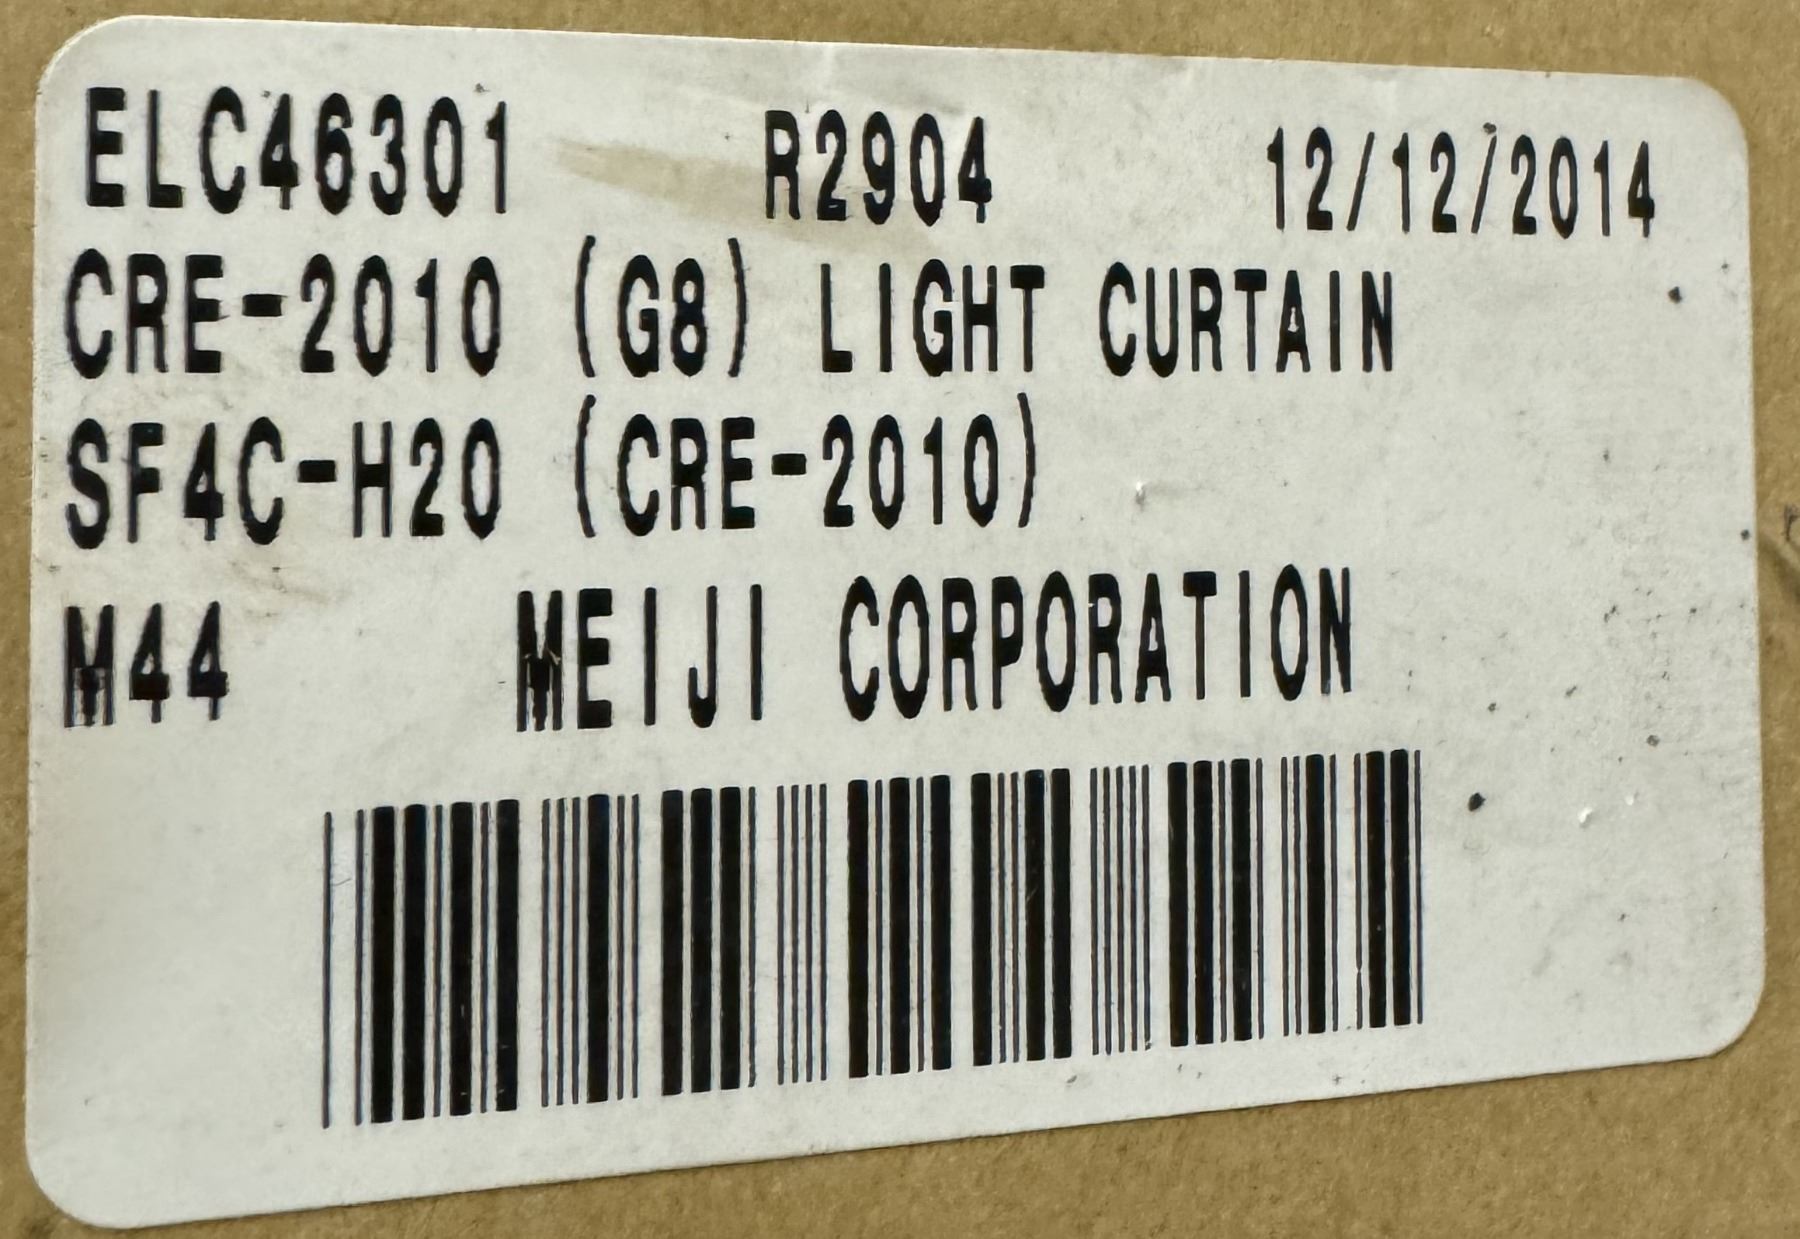 ELC46301 R2904 12/12/2014
CRE-2010 (G8) LIGHT CURTAIN
SF4C-H20 (CRE-2010)
M44 MEIJI CORPORATION